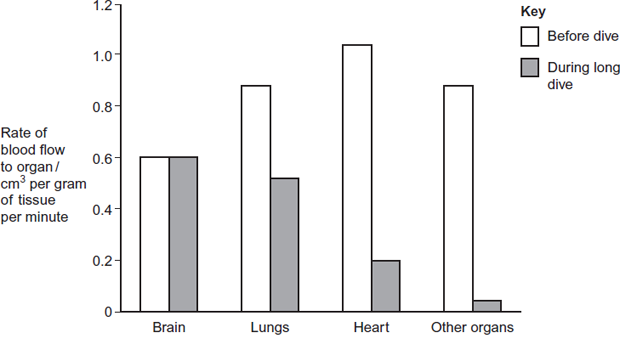 Key
Before dive
During long
dive
Rate of
blood flow
to organ /
cm³ per gram
of tissue
per minute
1.2
1.0
0.8
0.6
0.4
0.2
0
Brain
Lungs
Heart
Other organs